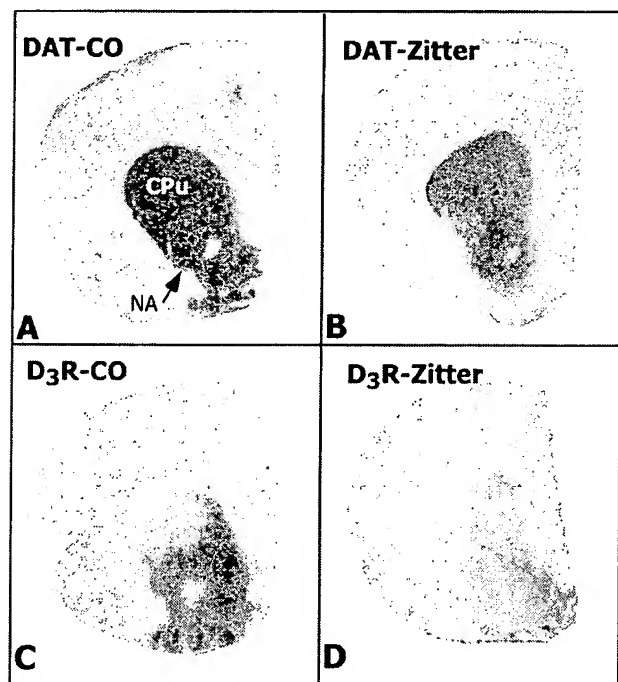 DAT-CO
CPu
NA
A
DAT-Zitter
B
D₃R-CO
C
D₃R-Zitter
D